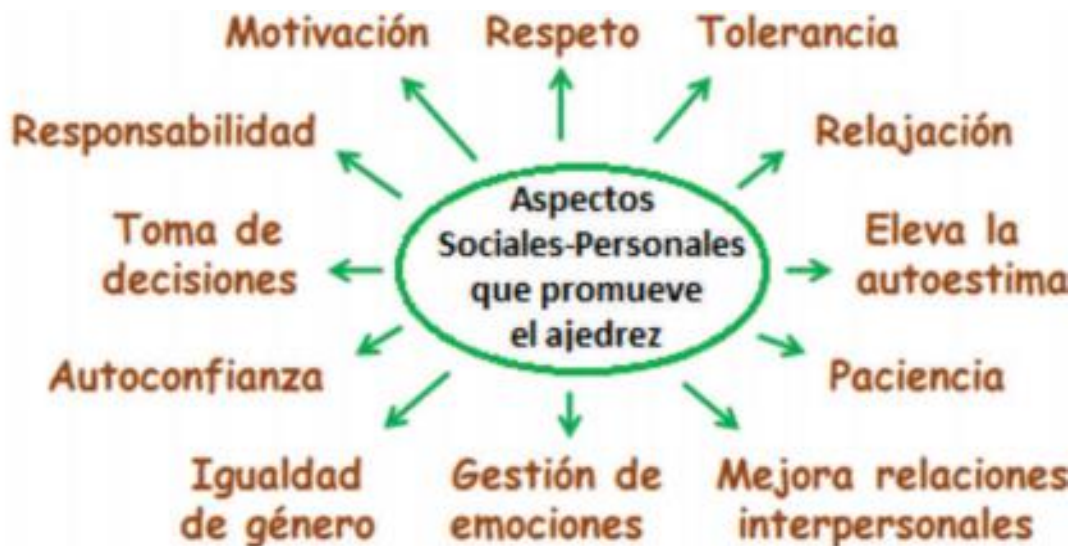 Motivación Respeto Tolerancia
Responsabilidad
Relajación
Aspectos
Sociales-Personales
que promueve
el ajedrez
Toma de
decisiones
Eleva la
autoestima
Autoconfianza
Paciencia
Igualdad
de género
Gestión de
emociones
Mejora relaciones
interpersonales